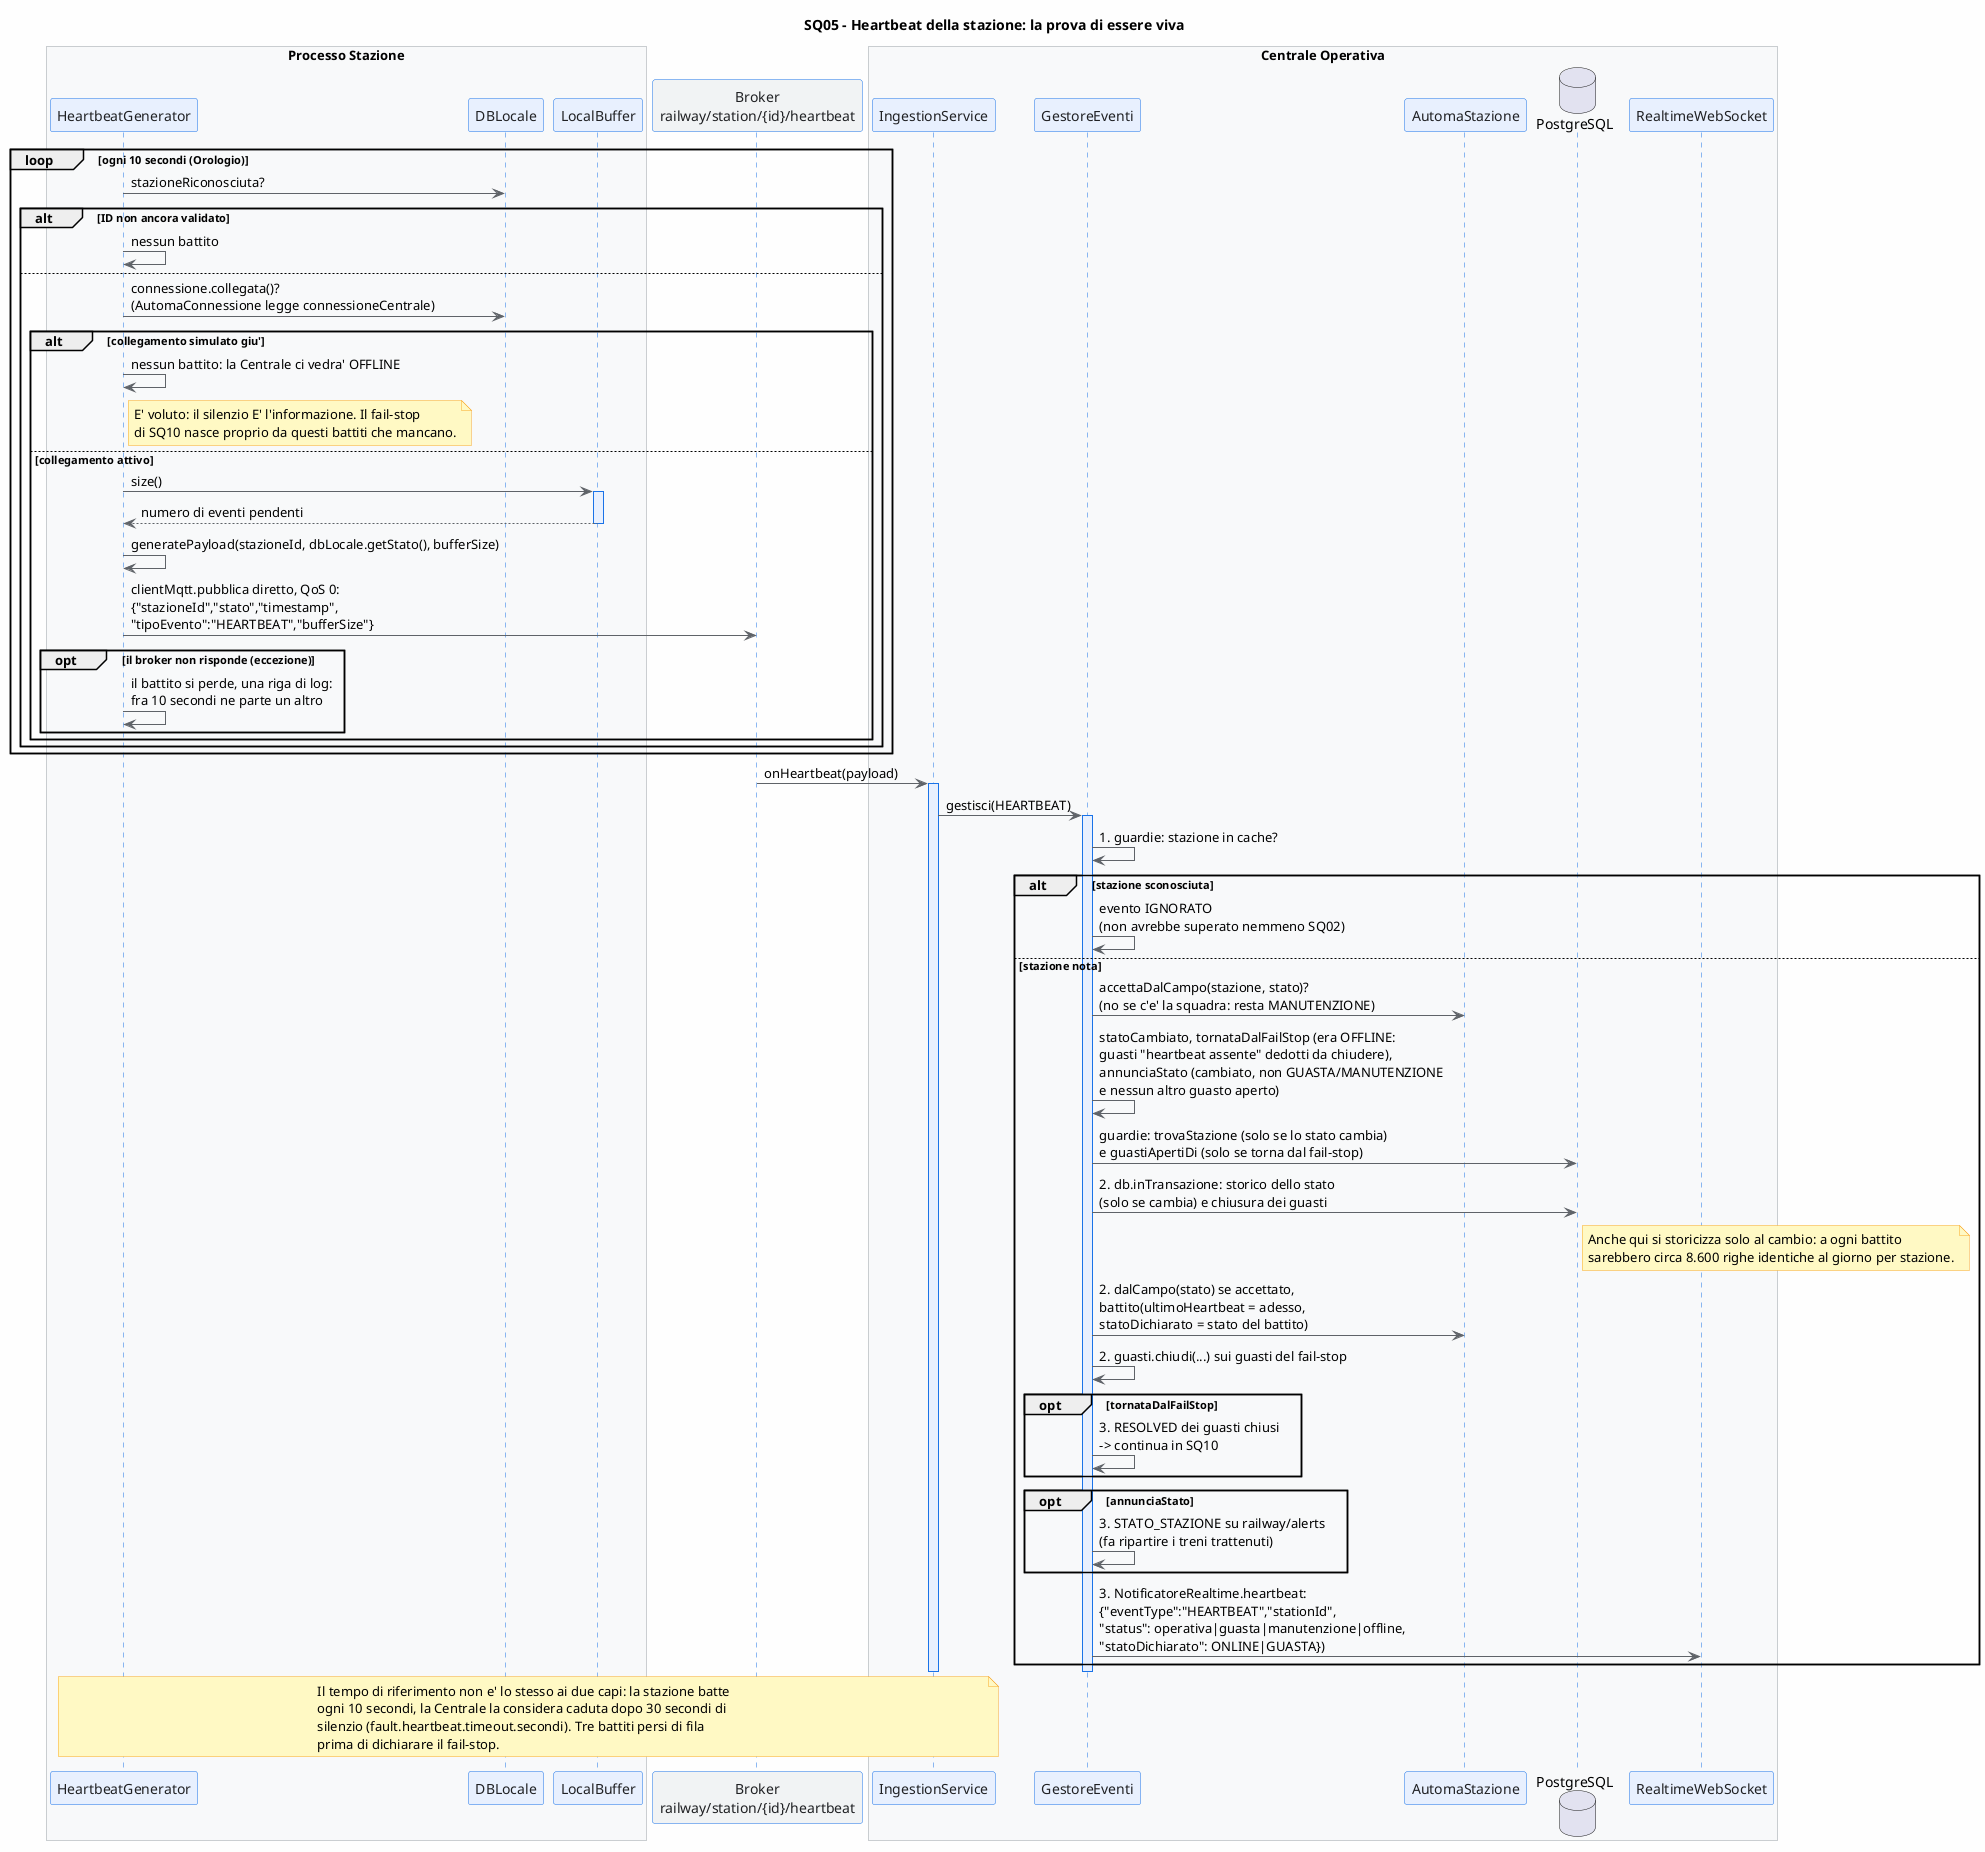 SQ05 - Heartbeat della stazione: la prova di essere viva
Processo Stazione
Centrale Operativa
HeartbeatGenerator
DBLocale
LocalBuffer
Broker
railway/station/{id}/heartbeat
IngestionService
GestoreEventi
AutomaStazione
PostgreSQL
RealtimeWebSocket
loop [ogni 10 secondi (Orologio)]
stazioneRiconosciuta?
alt [ID non ancora validato]
nessun battito
connessione.collegata()?
(AutomaConnessione legge connessioneCentrale)
alt [collegamento simulato giu']
nessun battito: la Centrale ci vedra' OFFLINE
E' voluto: il silenzio E' l'informazione. Il fail-stop
di SQ10 nasce proprio da questi battiti che mancano.
[collegamento attivo]
size()
numero di eventi pendenti
generatePayload(stazioneId, dbLocale.getStato(), bufferSize)
clientMqtt.pubblica diretto, QoS 0:
{"stazioneId","stato","timestamp",
"tipoEvento":"HEARTBEAT","bufferSize"}
opt [il broker non risponde (eccezione)]
il battito si perde, una riga di log:
fra 10 secondi ne parte un altro
onHeartbeat(payload)
gestisci(HEARTBEAT)
1. guardie: stazione in cache?
alt [stazione sconosciuta]
evento IGNORATO
(non avrebbe superato nemmeno SQ02)
[stazione nota]
accettaDalCampo(stazione, stato)?
(no se c'e' la squadra: resta MANUTENZIONE)
statoCambiato, tornataDalFailStop (era OFFLINE:
guasti "heartbeat assente" dedotti da chiudere),
annunciaStato (cambiato, non GUASTA/MANUTENZIONE
e nessun altro guasto aperto)
guardie: trovaStazione (solo se lo stato cambia)
e guastiApertiDi (solo se torna dal fail-stop)
2. db.inTransazione: storico dello stato
(solo se cambia) e chiusura dei guasti
Anche qui si storicizza solo al cambio: a ogni battito
sarebbero circa 8.600 righe identiche al giorno per stazione.
2. dalCampo(stato) se accettato,
battito(ultimoHeartbeat = adesso,
statoDichiarato = stato del battito)
2. guasti.chiudi(...) sui guasti del fail-stop
opt [tornataDalFailStop]
3. RESOLVED dei guasti chiusi
-> continua in SQ10
opt [annunciaStato]
3. STATO_STAZIONE su railway/alerts
(fa ripartire i treni trattenuti)
3. NotificatoreRealtime.heartbeat:
{"eventType":"HEARTBEAT","stationId",
"status": operativa|guasta|manutenzione|offline,
"statoDichiarato": ONLINE|GUASTA})
Il tempo di riferimento non e' lo stesso ai due capi: la stazione batte
ogni 10 secondi, la Centrale la considera caduta dopo 30 secondi di
silenzio (fault.heartbeat.timeout.secondi). Tre battiti persi di fila
prima di dichiarare il fail-stop.
HeartbeatGenerator
DBLocale
LocalBuffer
Broker
railway/station/{id}/heartbeat
IngestionService
GestoreEventi
AutomaStazione
PostgreSQL
RealtimeWebSocket